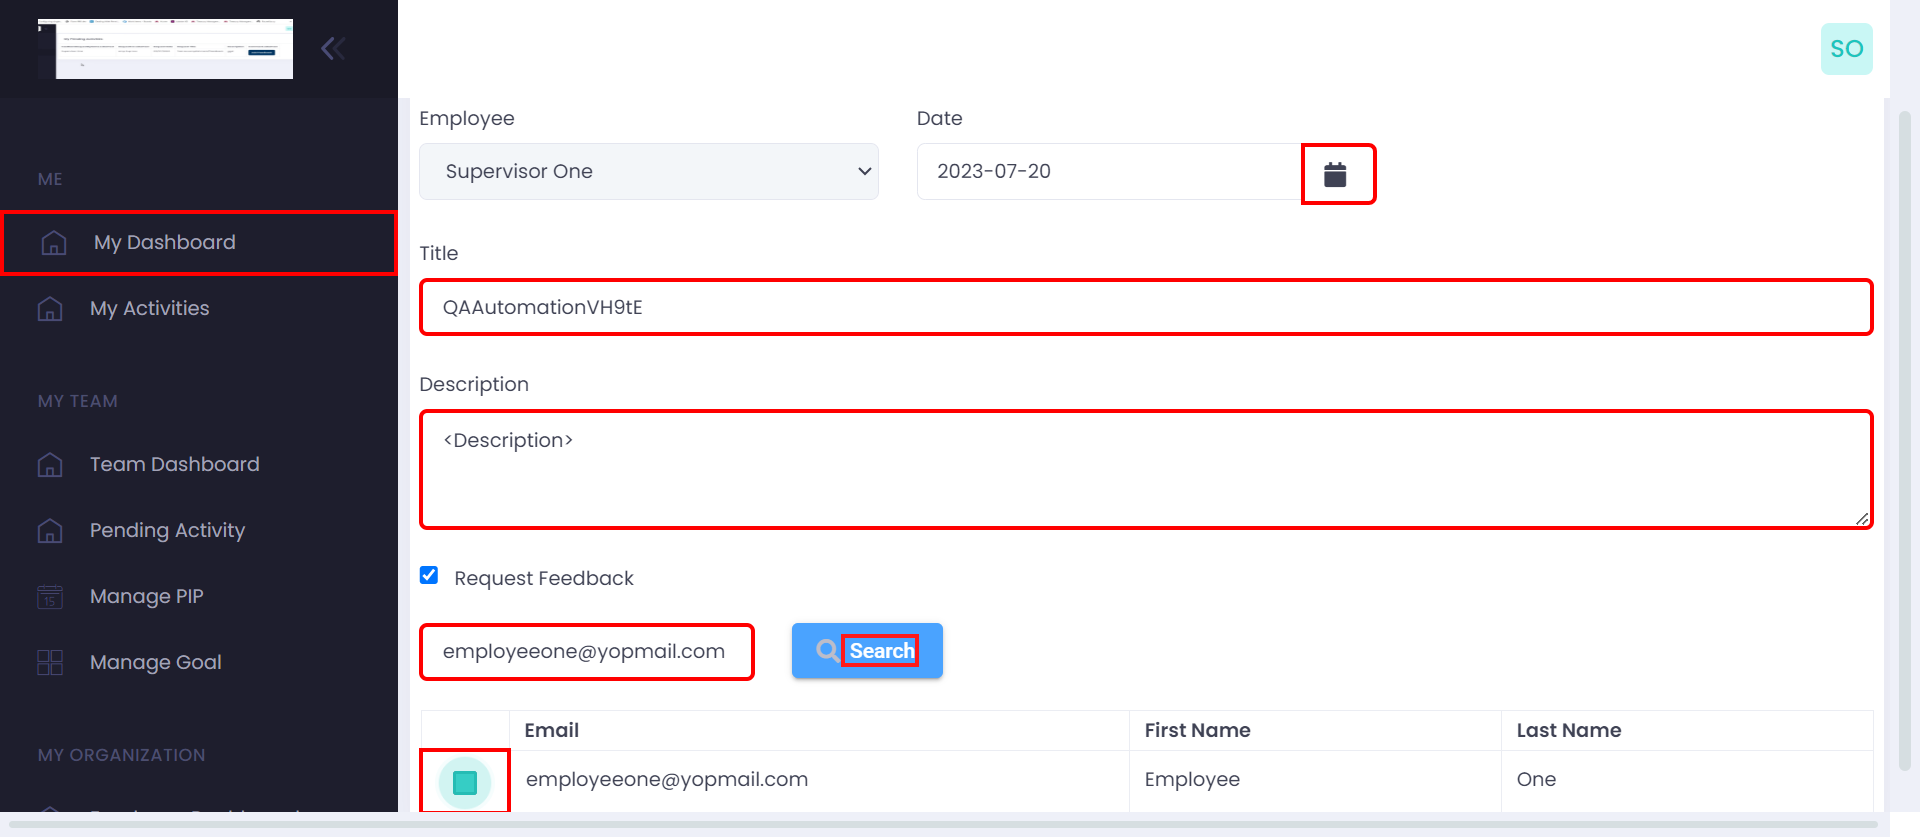 SO
ME
My Dashboard
My Activities
MY TEAM
Team Dashboard
Pending Activity
15
Manage PIP
Manage Goal
MY ORGANIZATION
Employee
Supervisor One
Date
2023-07-20
Title
QAAutomationVH9tE
Description
<Description>
Request Feedback
employeeone@yopmail.com
Search
Email First Name Last Name
employeeone@yopmail.com Employee One